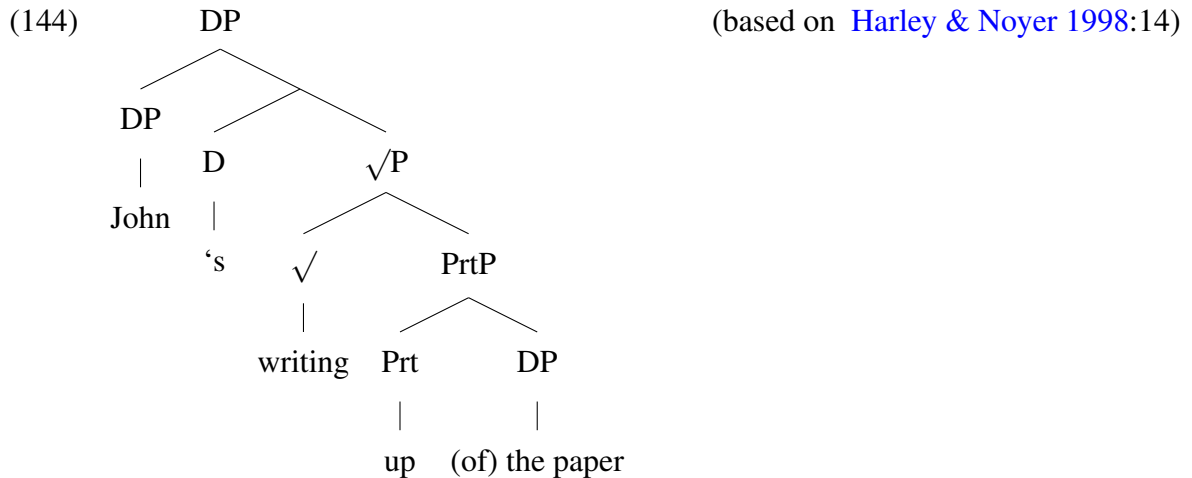 (144) DP (based on Harley & Noyer 1998:14)
DP
D √P
John
‘s √ PrtP
writing Prt DP
up (of) the paper